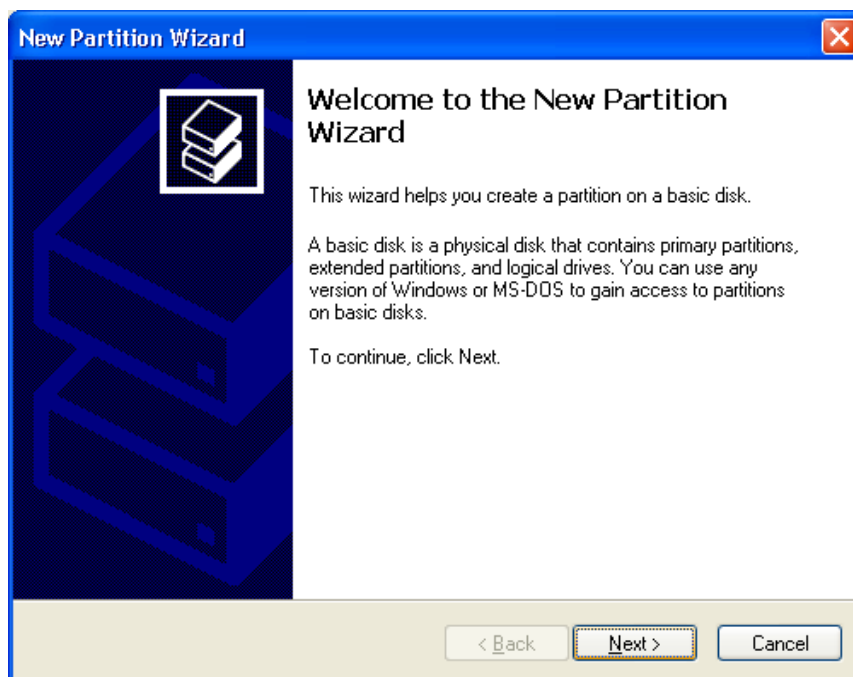 New Partition Wizard
Welcome to the New Partition
Wizard
This wizard helps you create a partition on a basic disk.
A basic disk is a physical disk that contains primary partitions,
extended partitions, and logical drives. You can use any
version of Windows or MS-DOS to gain access to partitions
on basic disks.
To continue, click Next.
< Back
Next >
Cancel